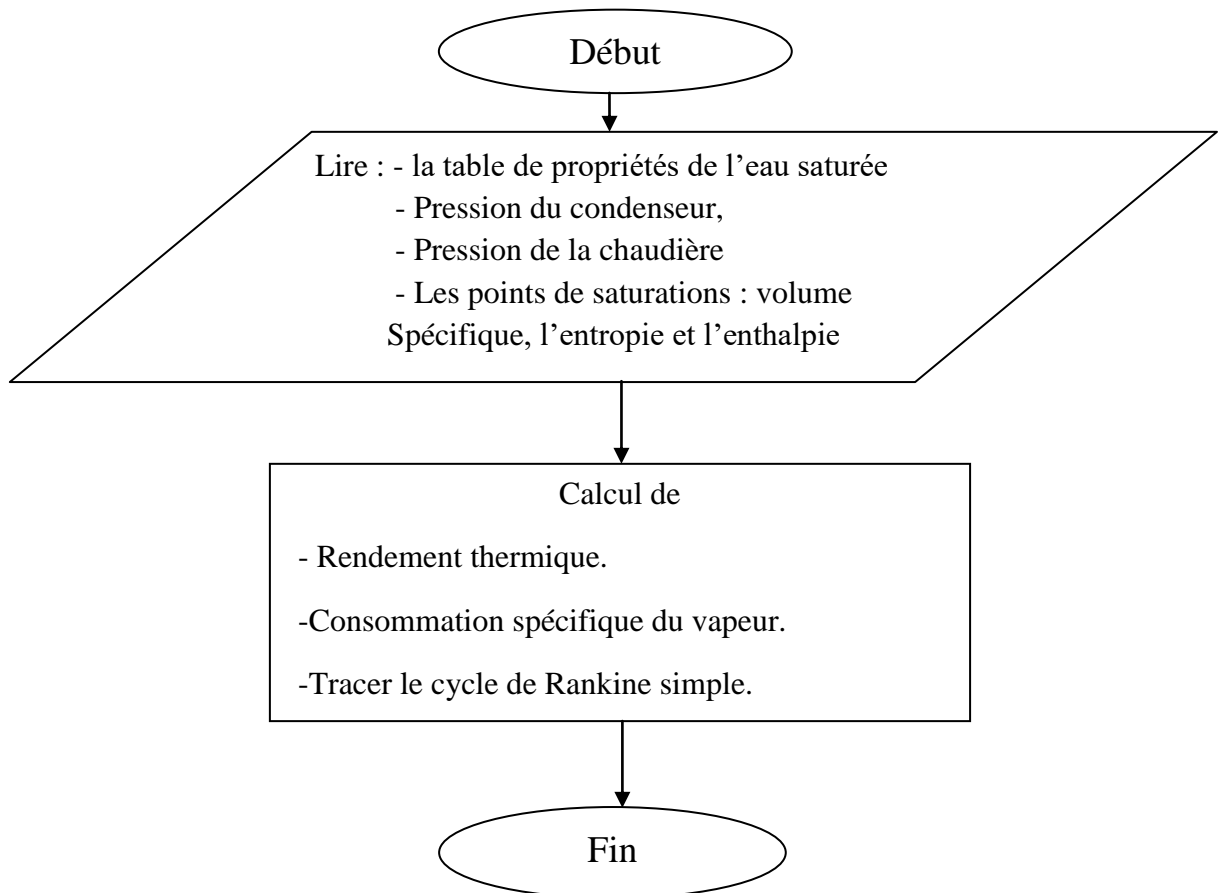 Début
Lire : - la table de propriétés de l’eau saturée
- Pression du condenseur,
- Pression de la chaudière
- Les points de saturations : volume
Spécifique, l’entropie et l’enthalpie
Calcul de
- Rendement thermique.
-Consommation spécifique du vapeur.
-Tracer le cycle de Rankine simple.
Fin